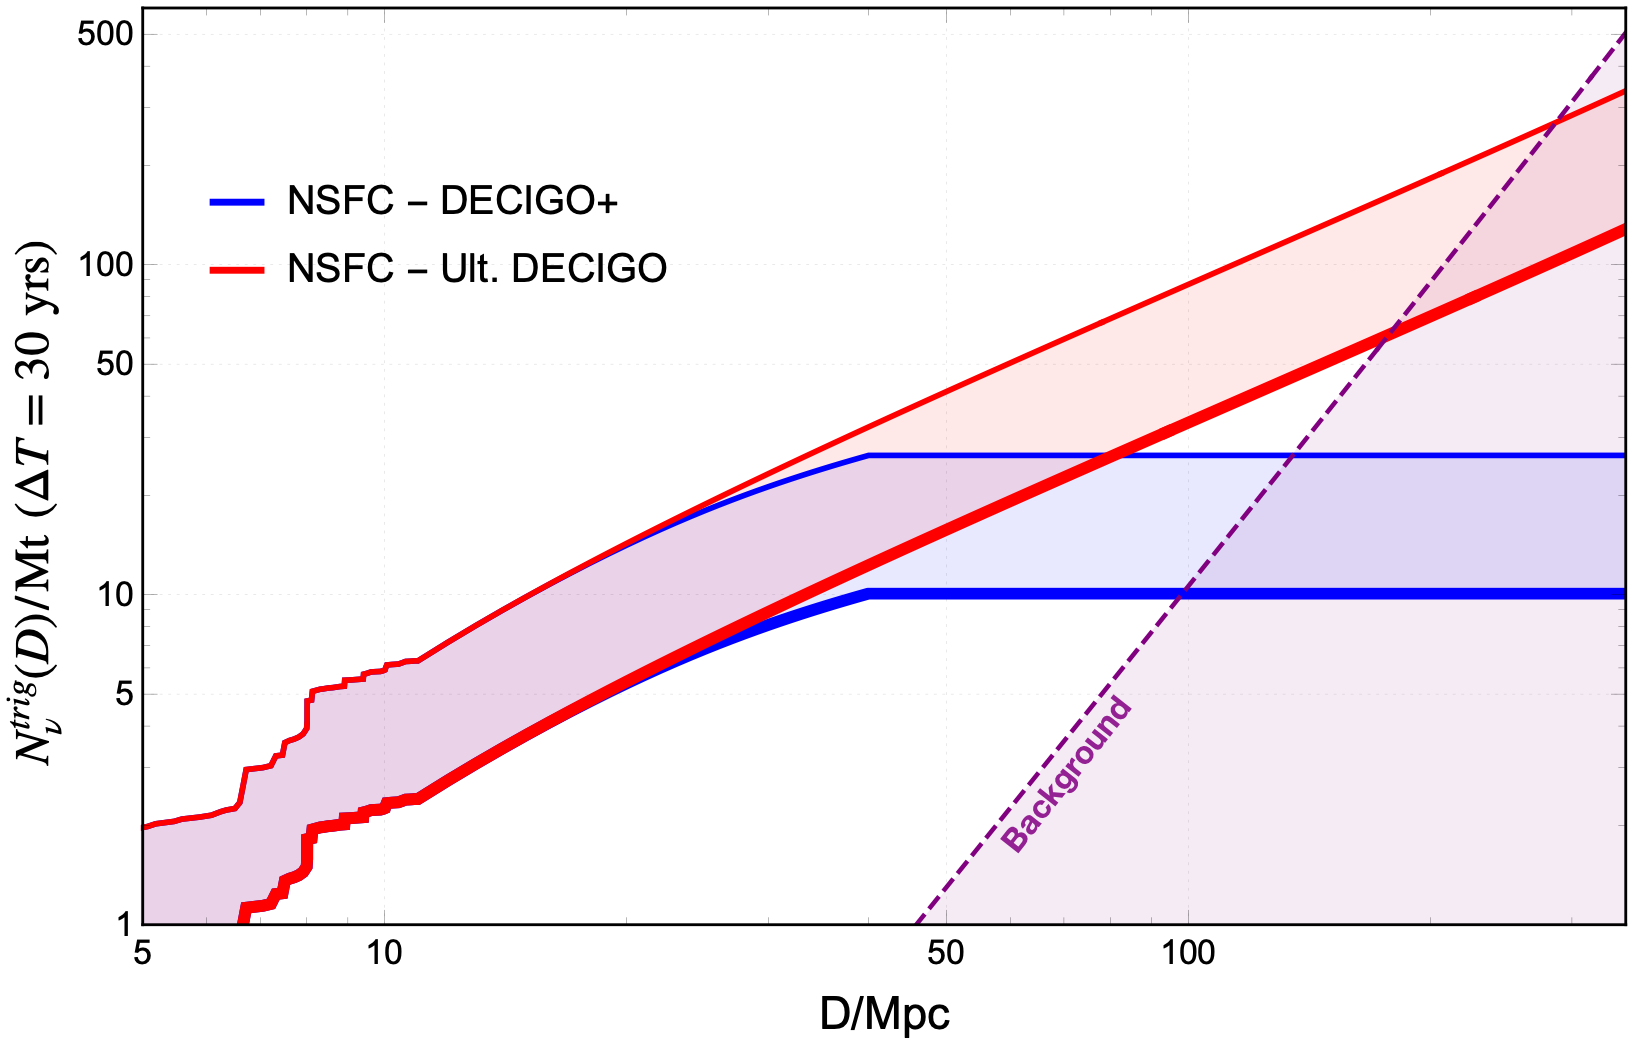 500
100
50
10
5
1
N_ν^{trig}(D)/Mt (ΔT = 30 yrs)
NSFC – DECIGO+
NSFC – Ult. DECIGO
Background
5
10
50
100
D/Mpc